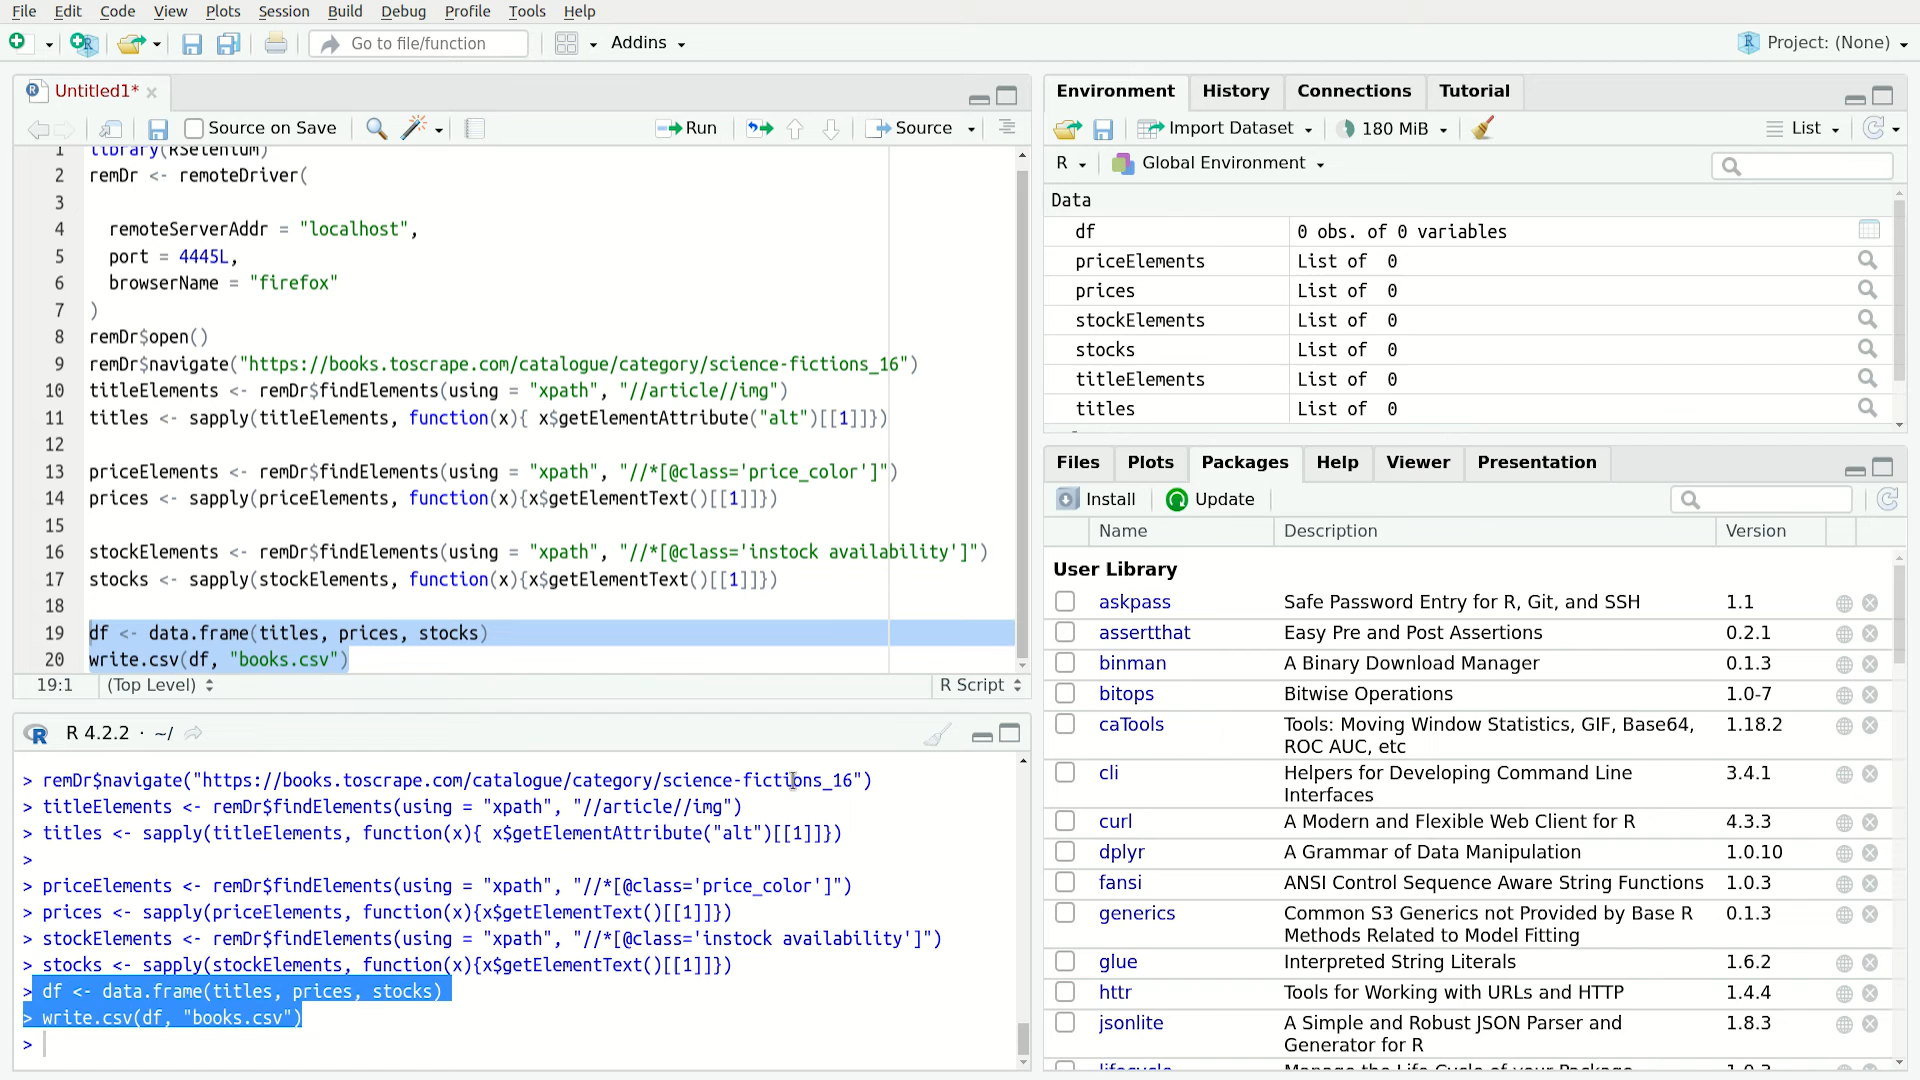 File Edit Code View Plots Session Build Debug Profile Tools Help
Go to file/function Addins Project: (None)
Untitled1*
Source on Save Run Source
1 library(RSelenium)
2 remDr <- remoteDriver(
3
4 remoteServerAddr = "localhost",
5 port = 4445L,
6 browserName = "firefox"
7 )
8 remDr$open()
9 remDr$navigate("https://books.toscrape.com/catalogue/category/science-fictions_16")
10 titleElements <- remDr$findElements(using = "xpath", "//article//img")
11 titles <- sapply(titleElements, function(x){ x$getElementAttribute("alt")[[1]]})
12
13 priceElements <- remDr$findElements(using = "xpath", "//*[@class='price_color']")
14 prices <- sapply(priceElements, function(x){x$getElementText()[[1]]})
15
16 stockElements <- remDr$findElements(using = "xpath", "//*[@class='instock availability']")
17 stocks <- sapply(stockElements, function(x){x$getElementText()[[1]]})
18
19 df <- data.frame(titles, prices, stocks)
20 write.csv(df, "books.csv")
19:1 (Top Level) R Script
R 4.2.2 · ~/
> remDr$navigate("https://books.toscrape.com/catalogue/category/science-fictions_16")
> titleElements <- remDr$findElements(using = "xpath", "//article//img")
> titles <- sapply(titleElements, function(x){ x$getElementAttribute("alt")[[1]]})
>
> priceElements <- remDr$findElements(using = "xpath", "//*[@class='price_color']")
> prices <- sapply(priceElements, function(x){x$getElementText()[[1]]})
> stockElements <- remDr$findElements(using = "xpath", "//*[@class='instock availability']")
> stocks <- sapply(stockElements, function(x){x$getElementText()[[1]]})
> df <- data.frame(titles, prices, stocks)
> write.csv(df, "books.csv")
>
Environment History Connections Tutorial
Import Dataset 180 MiB List
R Global Environment
Data
df 0 obs. of 0 variables
priceElements List of 0
prices List of 0
stockElements List of 0
stocks List of 0
titleElements List of 0
titles List of 0
Files Plots Packages Help Viewer Presentation
Install Update
Name Description Version
User Library
askpass Safe Password Entry for R, Git, and SSH 1.1
assertthat Easy Pre and Post Assertions 0.2.1
binman A Binary Download Manager 0.1.3
bitops Bitwise Operations 1.0-7
caTools Tools: Moving Window Statistics, GIF, Base64, 1.18.2
ROC AUC, etc
cli Helpers for Developing Command Line 3.4.1
Interfaces
curl A Modern and Flexible Web Client for R 4.3.3
dplyr A Grammar of Data Manipulation 1.0.10
fansi ANSI Control Sequence Aware String Functions 1.0.3
generics Common S3 Generics not Provided by Base R 0.1.3
Methods Related to Model Fitting
glue Interpreted String Literals 1.6.2
httr Tools for Working with URLs and HTTP 1.4.4
jsonlite A Simple and Robust JSON Parser and 1.8.3
Generator for R
lifecycle Manage the Life Cycle of your Package 1.0.3